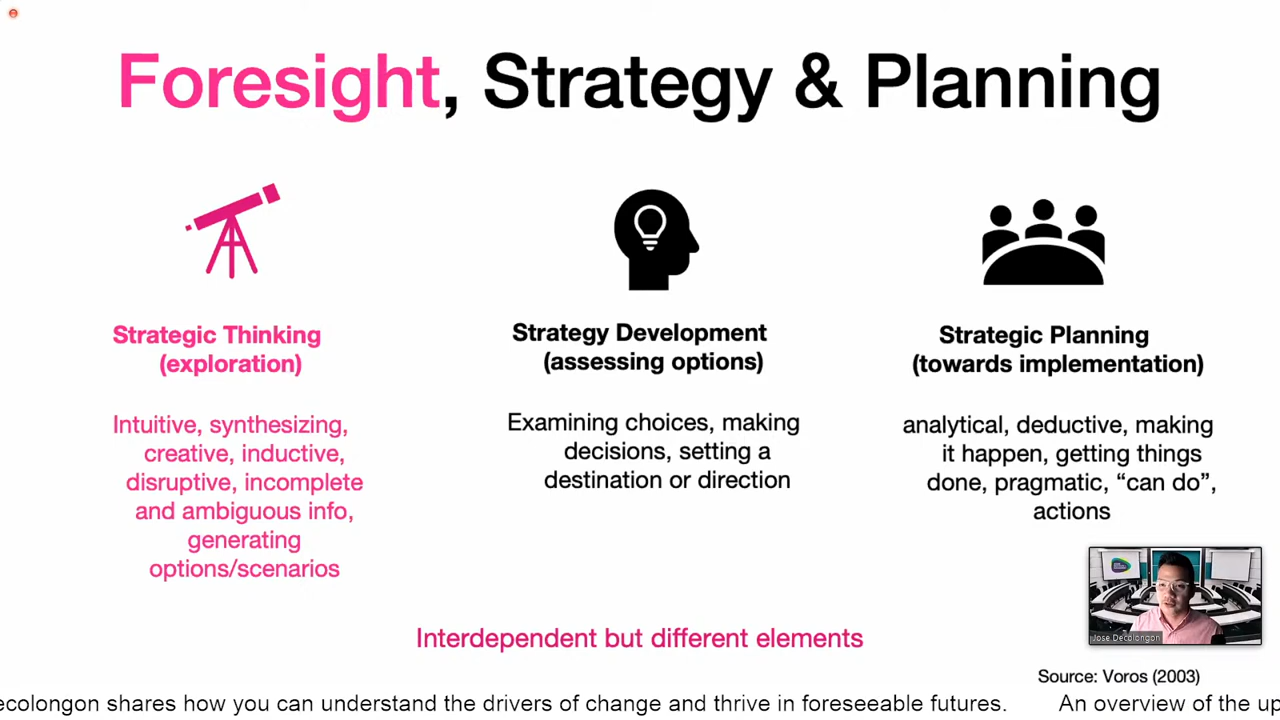 Foresight, Strategy & Planning
Strategic Thinking
(exploration)
Intuitive, synthesizing,
creative, inductive,
disruptive, incomplete
and ambiguous info,
generating
options/scenarios
Strategy Development
(assessing options)
Examining choices, making
decisions, setting a
destination or direction
Strategic Planning
(towards implementation)
analytical, deductive, making
it happen, getting things
done, pragmatic, “can do”,
actions
Jose Decolongon
Interdependent but different elements
Source: Voros (2003)
ecolongon shares how you can understand the drivers of change and thrive in foreseeable futures. An overview of the up